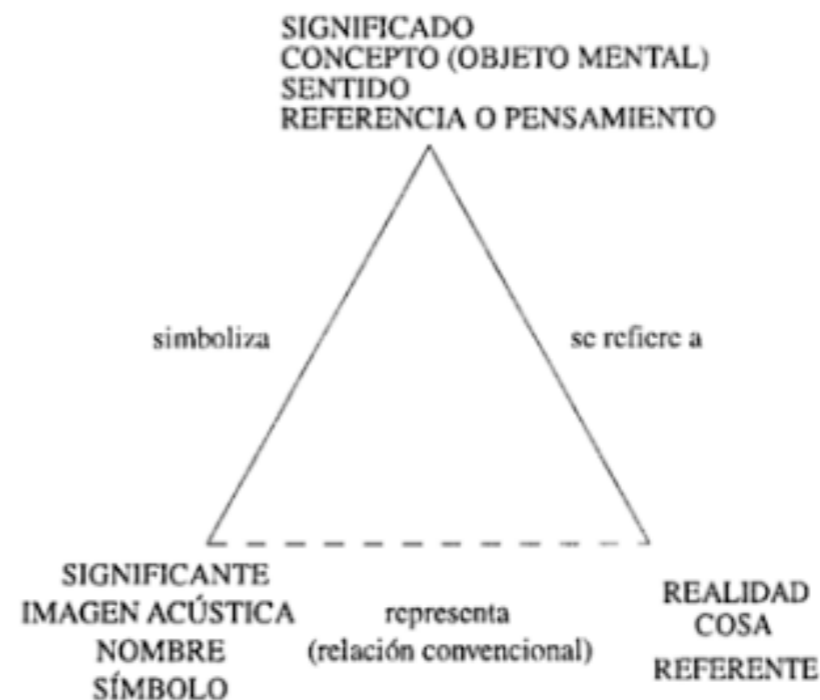 SIGNIFICADO
CONCEPTO (OBJETO MENTAL)
SENTIDO
REFERENCIA O PENSAMIENTO
simboliza
se refiere a
SIGNIFICANTE
IMAGEN ACÚSTICA
NOMBRE
SÍMBOLO
representa
(relación convencional)
REALIDAD
COSA
REFERENTE